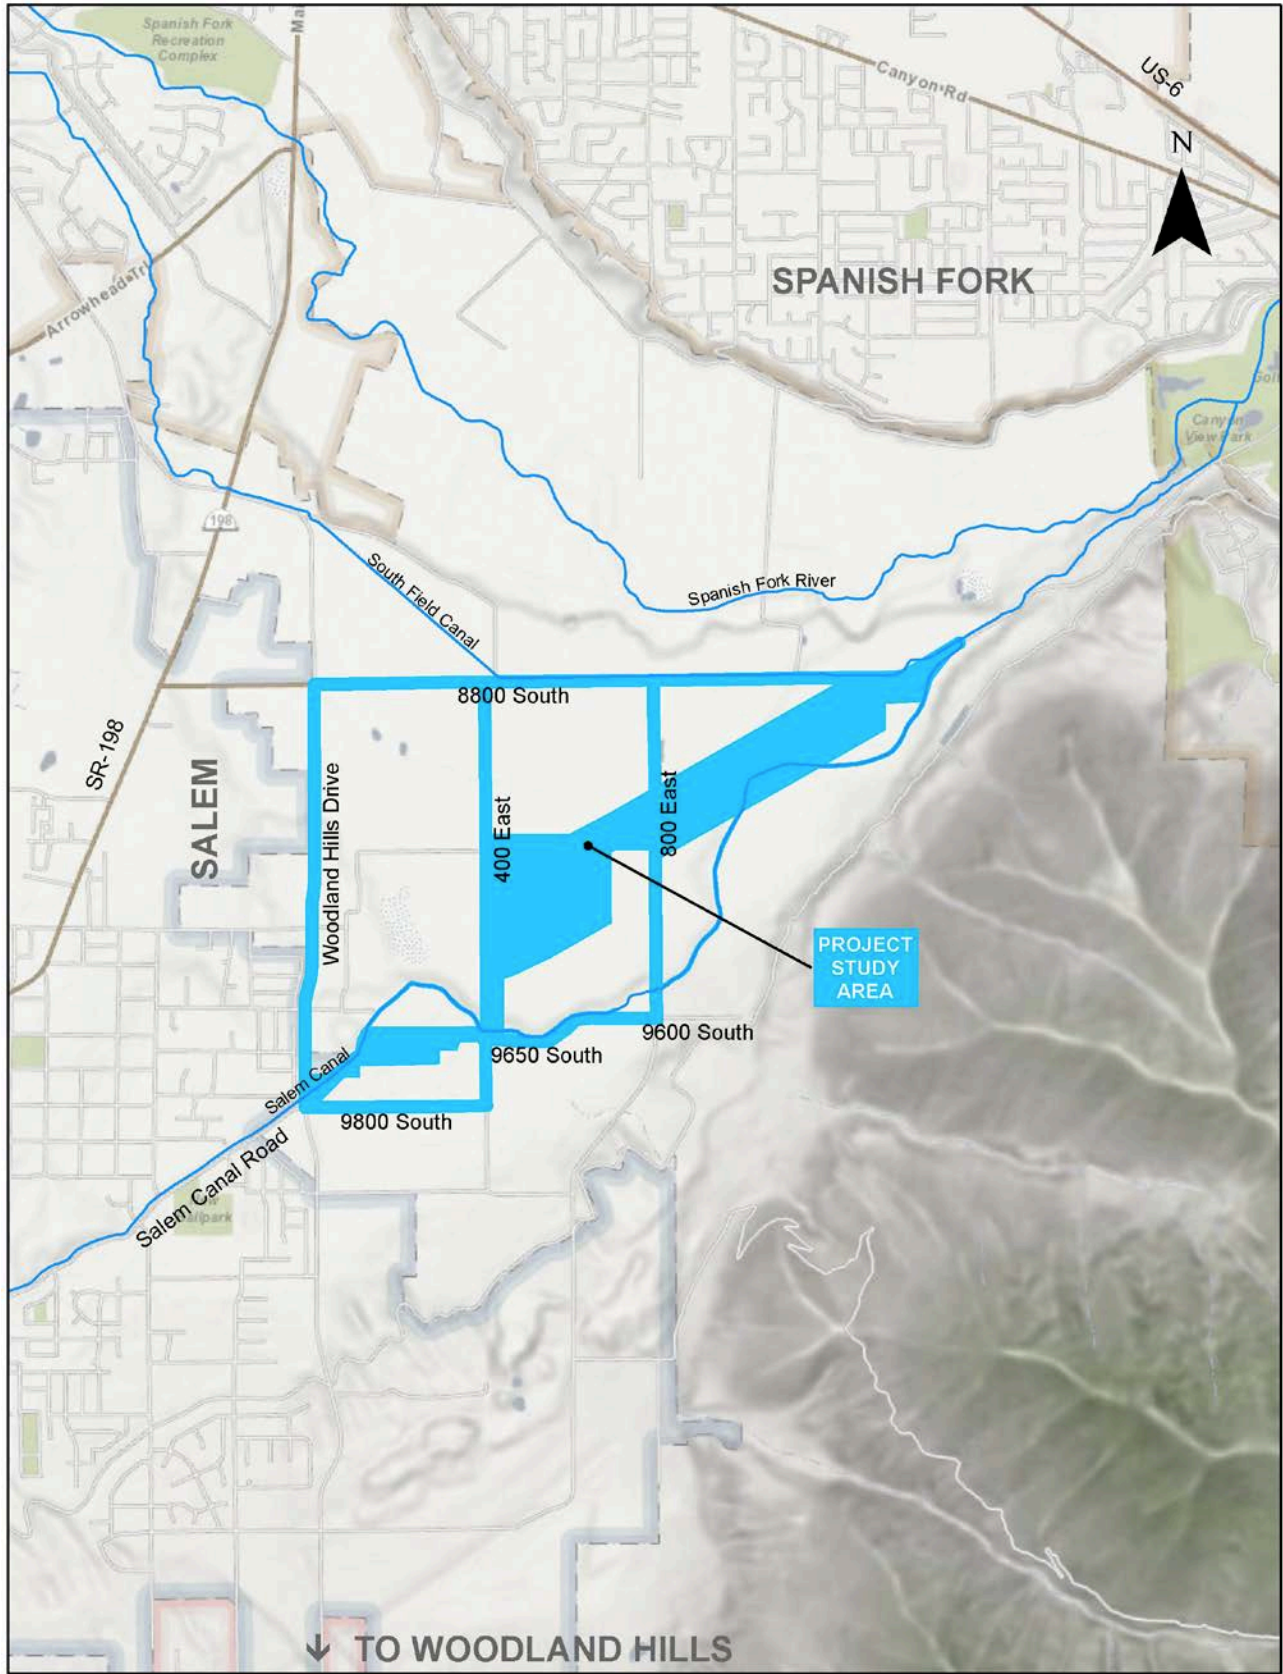 Spanish Fork
Recreation
Complex
Canyon Rd
US-6
N
SPANISH FORK
Arrowhead Trl
Canyon
View Park
198
South Field Canal
Spanish Fork River
8800 South
SR-198
SALEM
Woodland Hills Drive
400 East
800 East
PROJECT
STUDY
AREA
9600 South
9650 South
Salem Canal
9800 South
Salem Canal Road
TO WOODLAND HILLS